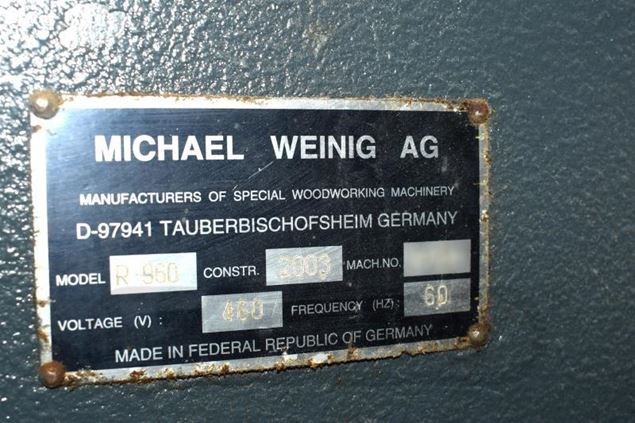 MICHAEL WEINIG AG
MANUFACTURERS OF SPECIAL WOODWORKING MACHINERY
D-97941 TAUBERBISCHOFSHEIM GERMANY
MODEL R 960 CONSTR. 2003 MACH.NO.
VOLTAGE (V) : 460 FREQUENCY (HZ) : 60
MADE IN FEDERAL REPUBLIC OF GERMANY